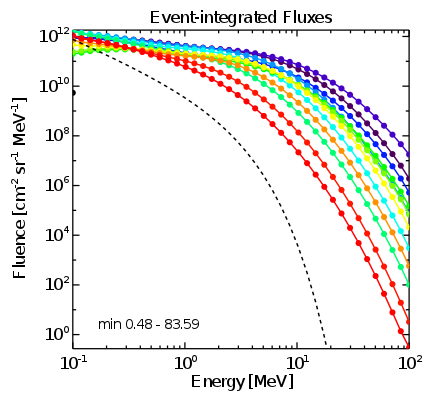 Event-integrated Fluxes
10¹²
10¹⁰
10⁸
10⁶
10⁴
10²
10⁰
Fluence [cm⁻² sr⁻¹ MeV⁻¹]
min 0.48 - 83.59
10⁻¹ 10⁰ 10¹ 10²
Energy [MeV]